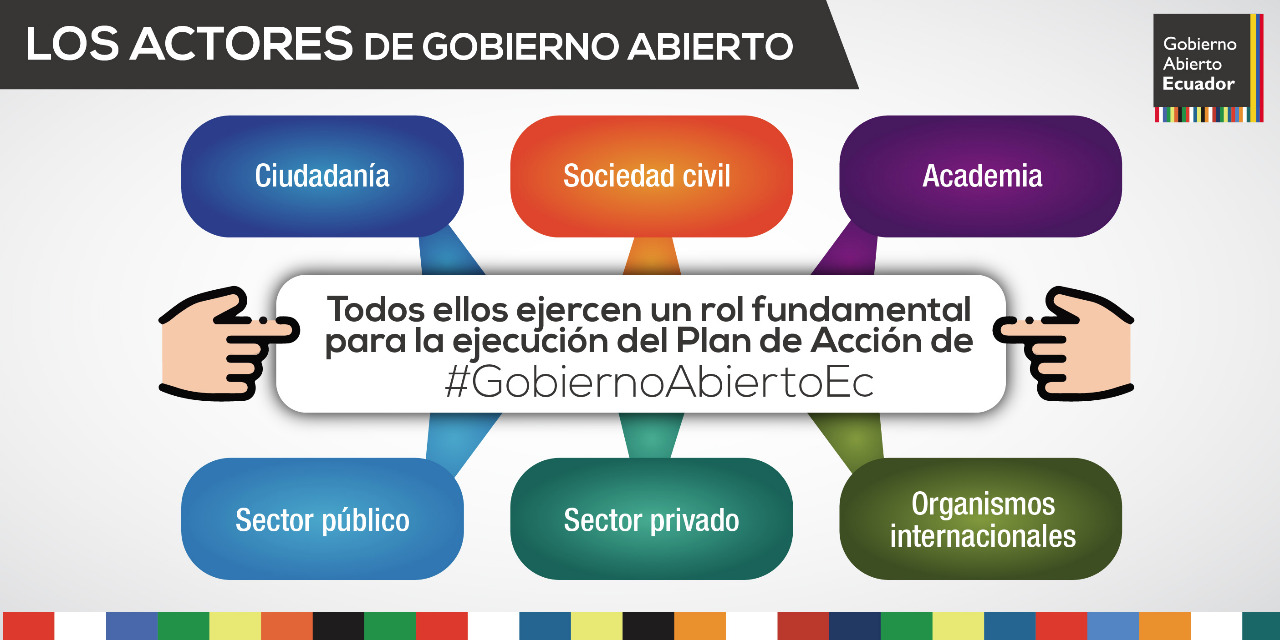 LOS ACTORES DE GOBIERNO ABIERTO
Gobierno
Abierto
Ecuador
Ciudadanía
Sociedad civil
Academia
Todos ellos ejercen un rol fundamental
para la ejecución del Plan de Acción de
#GobiernoAbiertoEc
Sector público
Sector privado
Organismos
internacionales